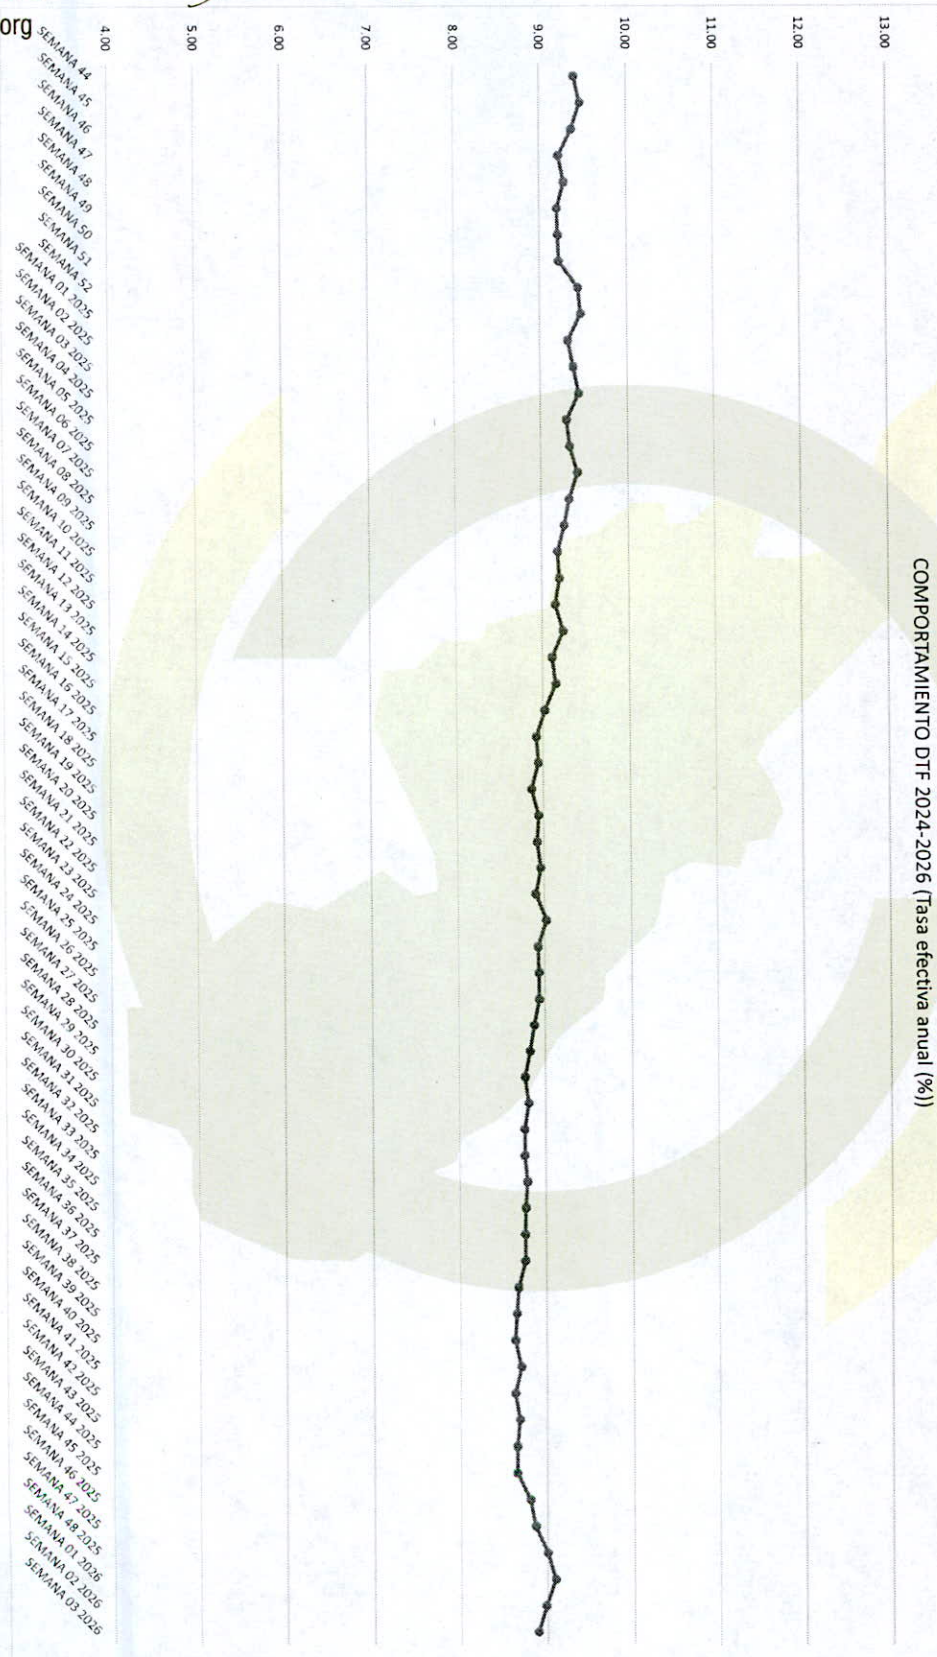 COMPORTAMIENTO DTF 2024-2026 (Tasa efectiva anual (%))
13.00
12.00
11.00
10.00
9.00
8.00
7.00
6.00
5.00
4.00
SEMANA 44
SEMANA 45
SEMANA 46
SEMANA 47
SEMANA 48
SEMANA 49
SEMANA 50
SEMANA 51
SEMANA 52
SEMANA 01 2025
SEMANA 02 2025
SEMANA 03 2025
SEMANA 04 2025
SEMANA 05 2025
SEMANA 06 2025
SEMANA 07 2025
SEMANA 08 2025
SEMANA 09 2025
SEMANA 10 2025
SEMANA 11 2025
SEMANA 12 2025
SEMANA 13 2025
SEMANA 14 2025
SEMANA 15 2025
SEMANA 16 2025
SEMANA 17 2025
SEMANA 18 2025
SEMANA 19 2025
SEMANA 20 2025
SEMANA 21 2025
SEMANA 22 2025
SEMANA 23 2025
SEMANA 24 2025
SEMANA 25 2025
SEMANA 26 2025
SEMANA 27 2025
SEMANA 28 2025
SEMANA 29 2025
SEMANA 30 2025
SEMANA 31 2025
SEMANA 32 2025
SEMANA 33 2025
SEMANA 34 2025
SEMANA 35 2025
SEMANA 36 2025
SEMANA 37 2025
SEMANA 38 2025
SEMANA 39 2025
SEMANA 40 2025
SEMANA 41 2025
SEMANA 42 2025
SEMANA 43 2025
SEMANA 44 2025
SEMANA 45 2025
SEMANA 46 2025
SEMANA 47 2025
SEMANA 48 2025
SEMANA 01 2026
SEMANA 02 2026
SEMANA 03 2026
org